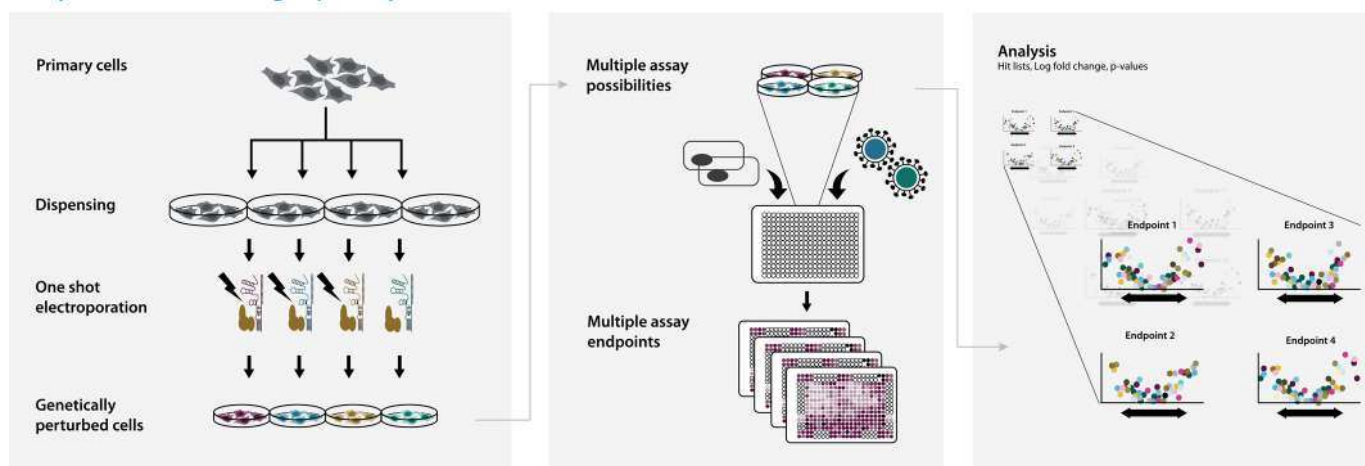 Primary cells
Dispensing
One shot
electroporation
Genetically
perturbed cells
Multiple assay
possibilities
Multiple assay
endpoints
Analysis
Hit lists, Log fold change, p-values
Endpoint 1
Endpoint 3
Endpoint 2
Endpoint 4